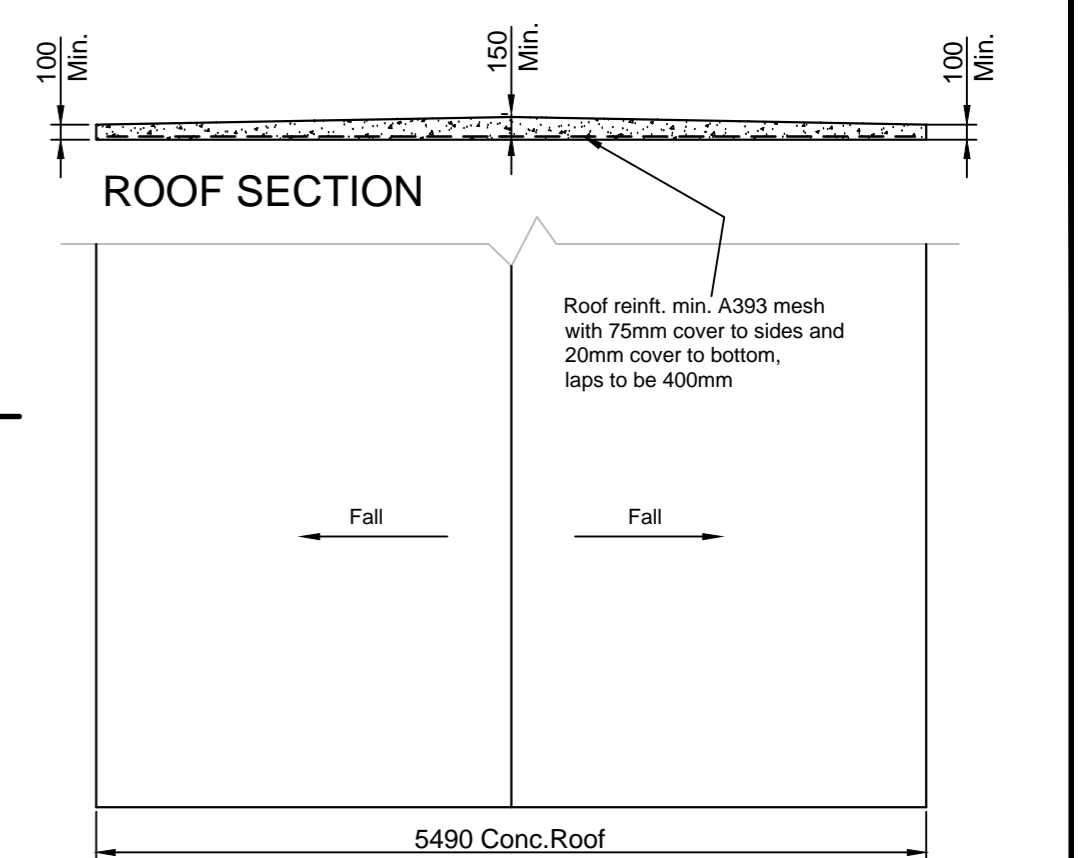 100
Min.
150
Min.
100
Min.
ROOF SECTION
Roof reinft. min. A393 mesh
with 75mm cover to sides and
20mm cover to bottom,
laps to be 400mm
Fall
Fall
5490 Conc.Roof